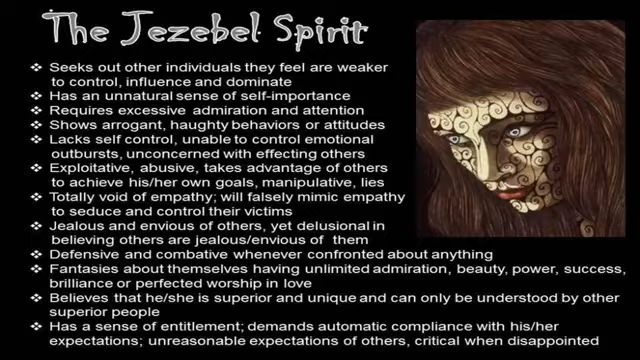 The Jezebel Spirit
❖ Seeks out other individuals they feel are weaker
to control, influence and dominate
❖ Has an unnatural sense of self-importance
❖ Requires excessive admiration and attention
❖ Shows arrogant, haughty behaviors or attitudes
❖ Lacks self control, unable to control emotional
outbursts, unconcerned with effecting others
❖ Exploitative, abusive, takes advantage of others
to achieve his/her own goals, manipulative, lies
❖ Totally void of empathy; will falsely mimic empathy
to seduce and control their victims
❖ Jealous and envious of others, yet delusional in
believing others are jealous/envious of them
❖ Defensive and combative whenever confronted about anything
❖ Fantasies about themselves having unlimited admiration, beauty, power, success,
brilliance or perfected worship in love
❖ Believes that he/she is superior and unique and can only be understood by other
superior people
❖ Has a sense of entitlement; demands automatic compliance with his/her
expectations; unreasonable expectations of others, critical when disappointed